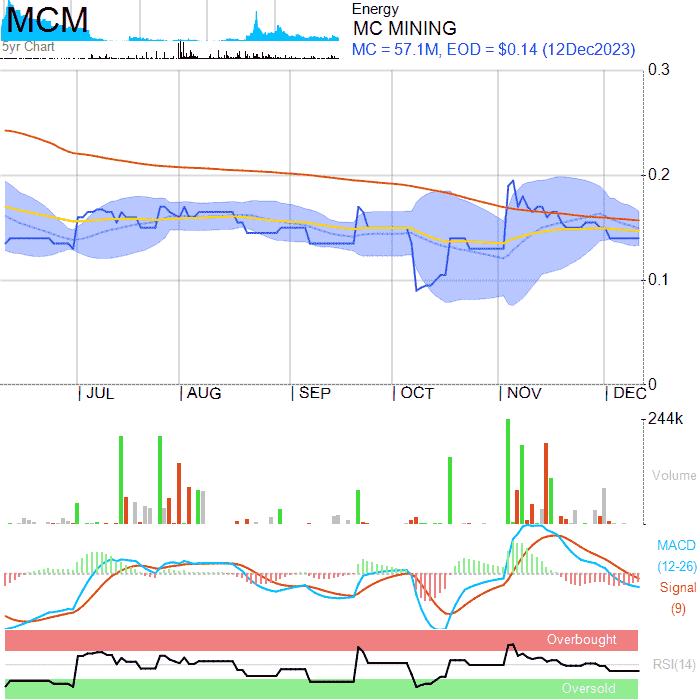 MCM
5yr Chart
Energy
MC MINING
MC = 57.1M, EOD = $0.14 (12Dec2023)
0.3
0.2
0.1
0
JUL AUG SEP OCT NOV DEC
244k
Volume
MACD
(12-26)
Signal
(9)
Overbought
RSI(14)
Oversold